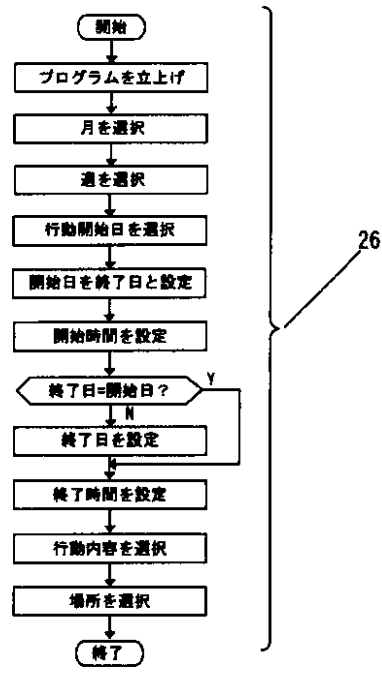 開始
プログラムを立上げ
月を選択
週を選択
行動開始日を選択
開始日を終了日と設定
開始時間を設定
終了日=開始日？
Y
N
終了日を設定
終了時間を設定
行動内容を選択
場所を選択
終了
26